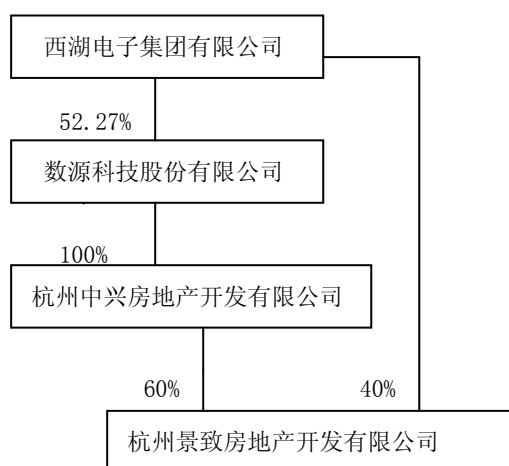 西湖电子集团有限公司
52.27%
数源科技股份有限公司
100%
杭州中兴房地产开发有限公司
60%
40%
杭州景致房地产开发有限公司